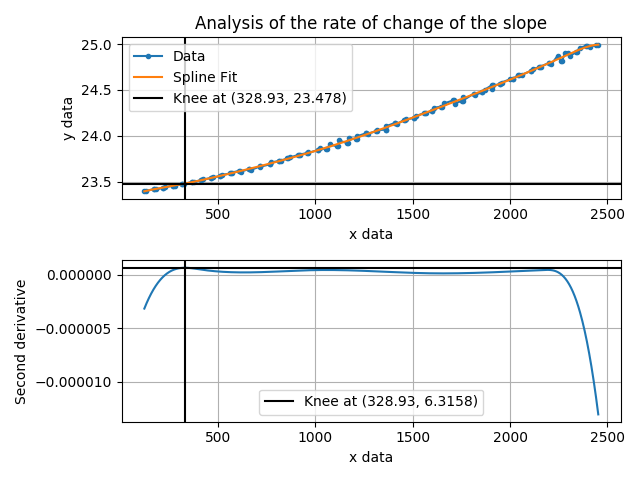 Analysis of the rate of change of the slope
25.0
24.5
24.0
23.5
y data
Data
Spline Fit
Knee at (328.93, 23.478)
500
1000
1500
2000
2500
x data
0.000000
−0.000005
−0.000010
Second derivative
Knee at (328.93, 6.3158)
500
1000
1500
2000
2500
x data